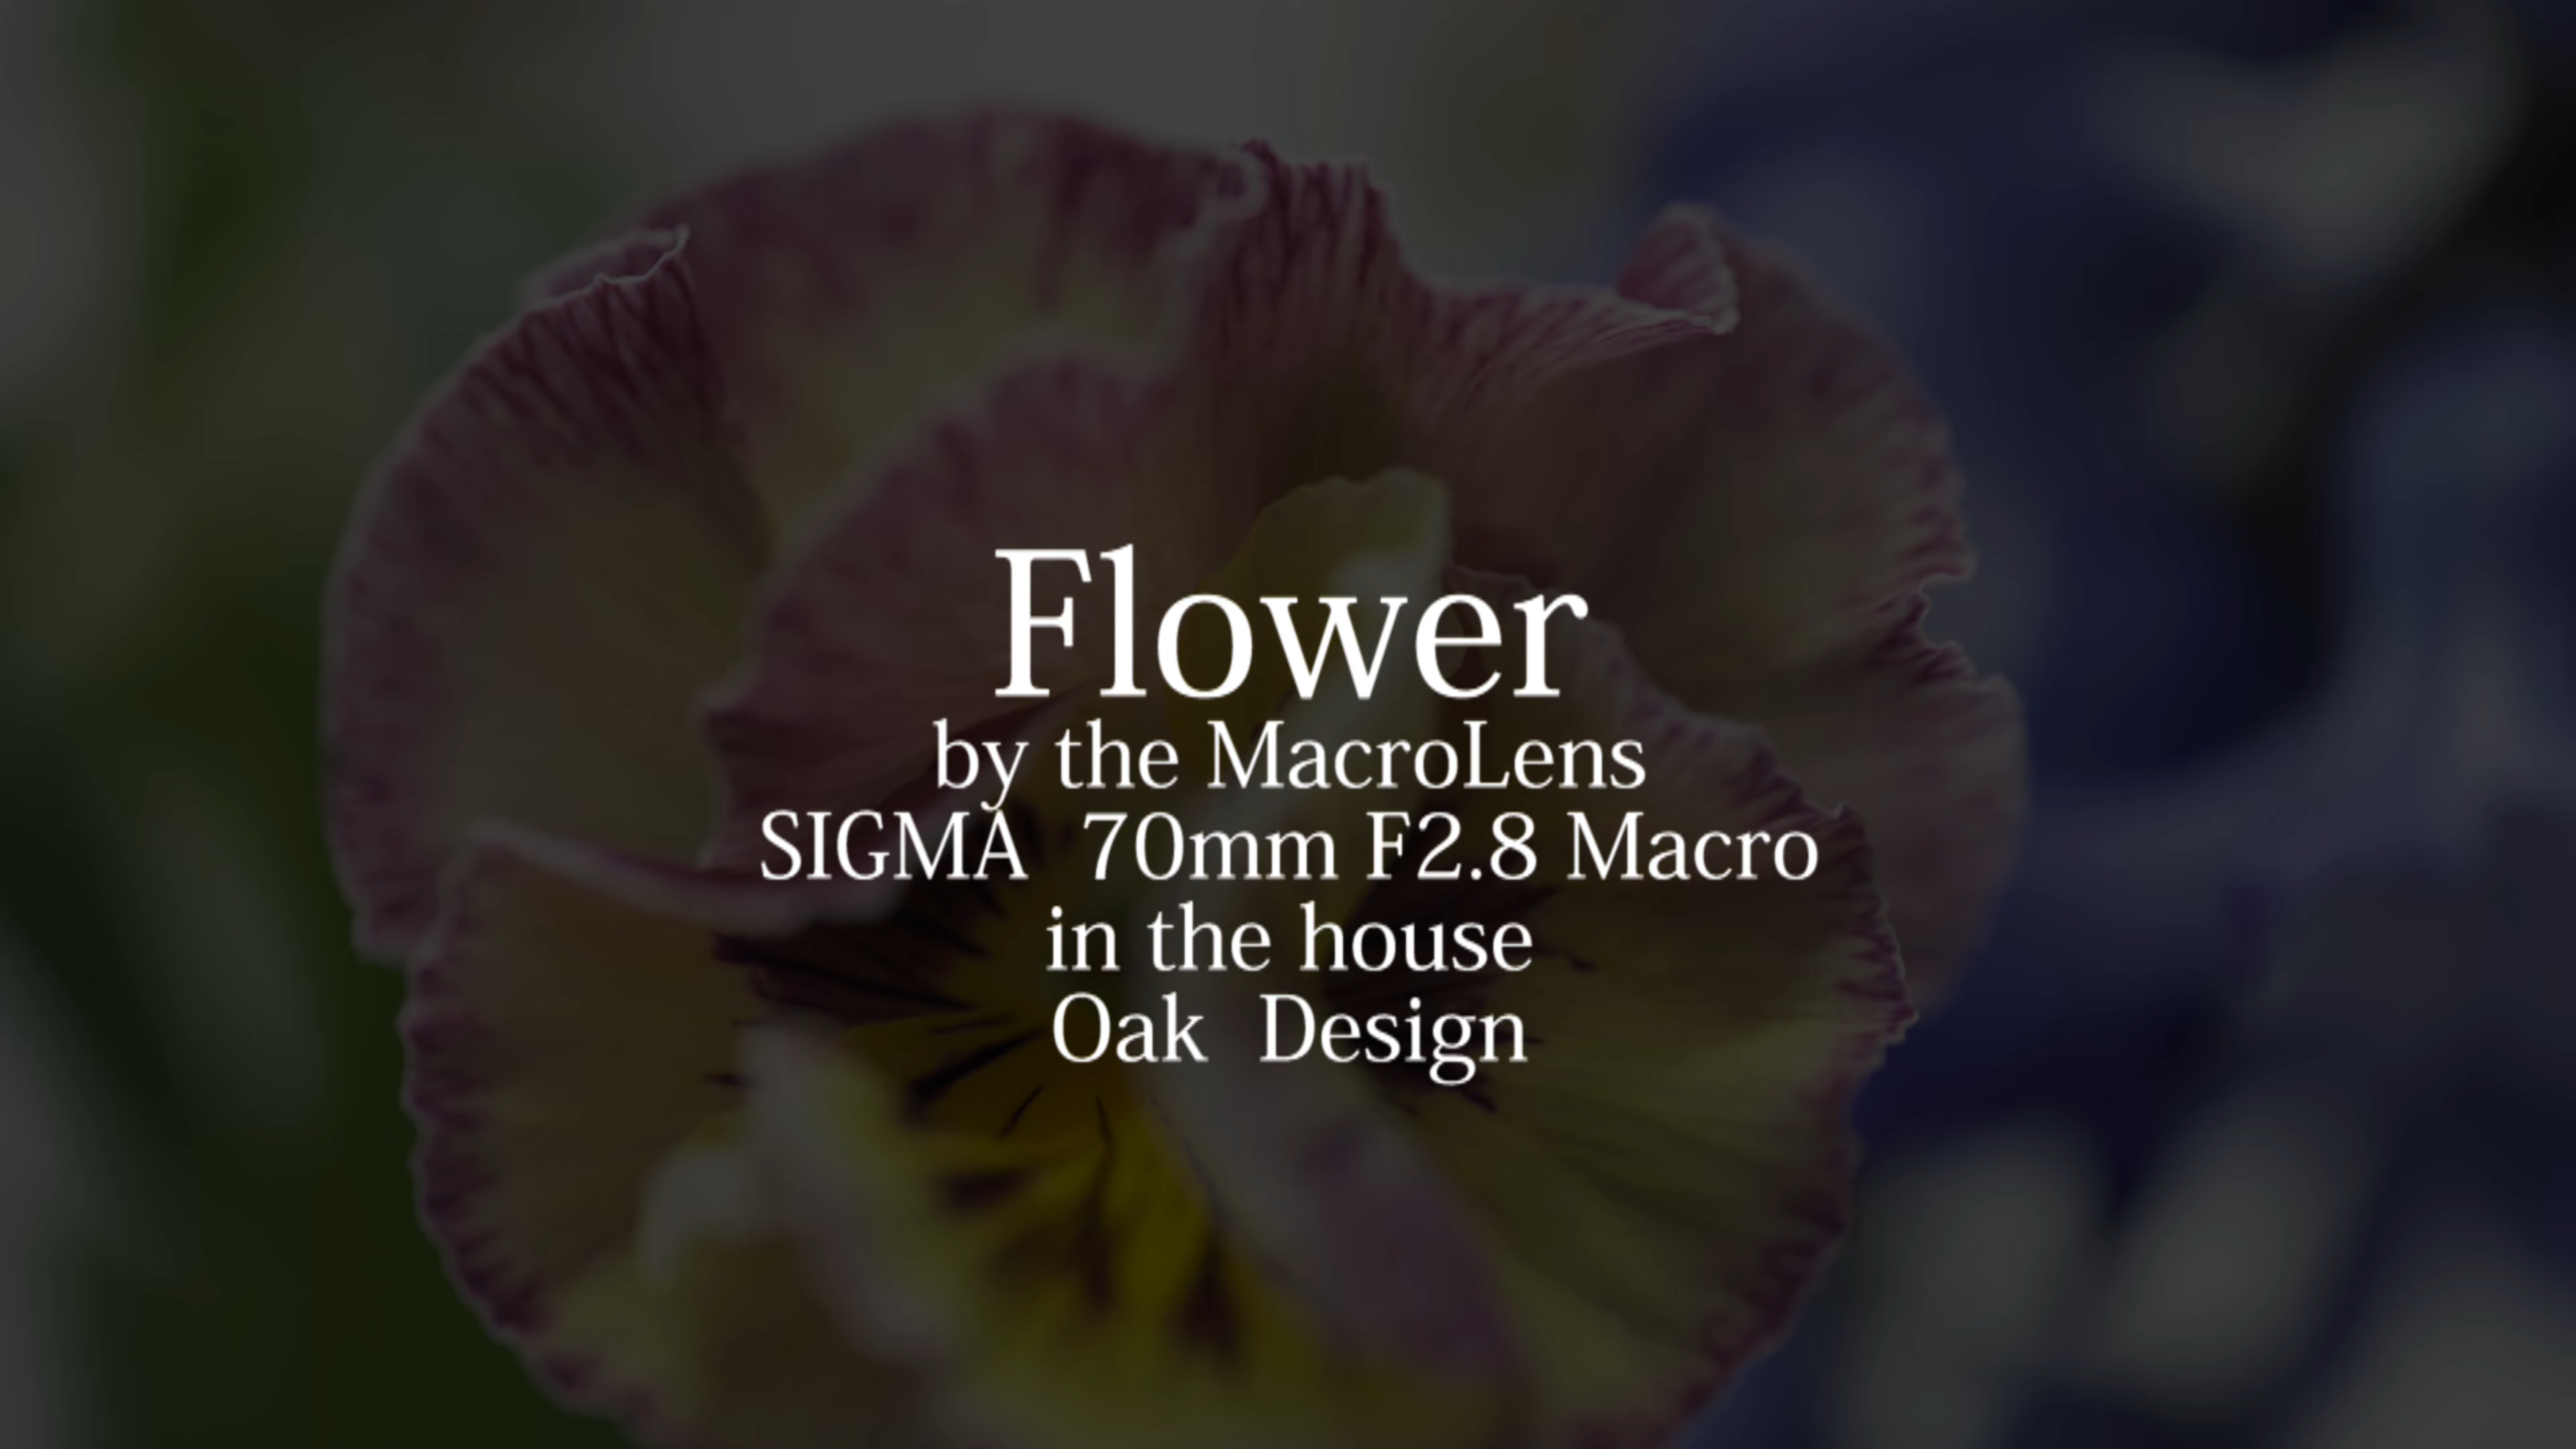 Flower
by the MacroLens
SIGMA  70mm F2.8 Macro
in the house
Oak  Design